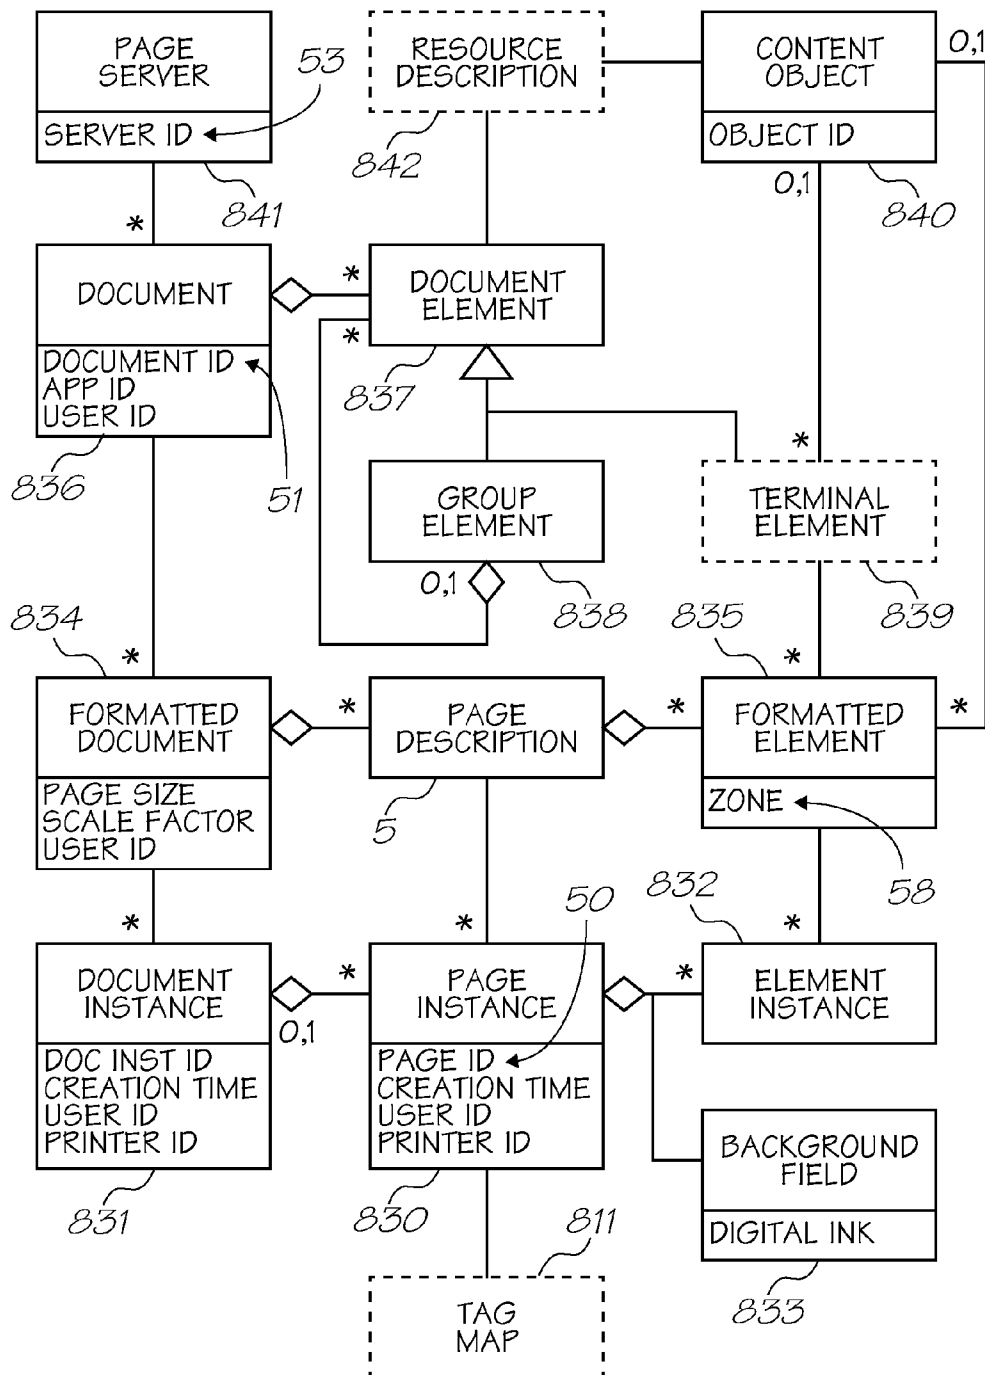 PAGE
SERVER
SERVER ID
53
841
RESOURCE
DESCRIPTION
842
CONTENT
OBJECT
OBJECT ID
0,1
0,1
840
*
DOCUMENT
DOCUMENT ID
APP ID
USER ID
836
51
*
*
DOCUMENT
ELEMENT
837
GROUP
ELEMENT
0,1
838
*
TERMINAL
ELEMENT
839
834
*
FORMATTED
DOCUMENT
PAGE SIZE
SCALE FACTOR
USER ID
*
PAGE
DESCRIPTION
5
835
*
*
*
FORMATTED
ELEMENT
ZONE
58
*
DOCUMENT
INSTANCE
0,1
DOC INST ID
CREATION TIME
USER ID
PRINTER ID
831
50
*
*
PAGE
INSTANCE
PAGE ID
CREATION TIME
USER ID
PRINTER ID
830
832
*
*
ELEMENT
INSTANCE
BACKGROUND
FIELD
DIGITAL INK
833
811
TAG
MAP